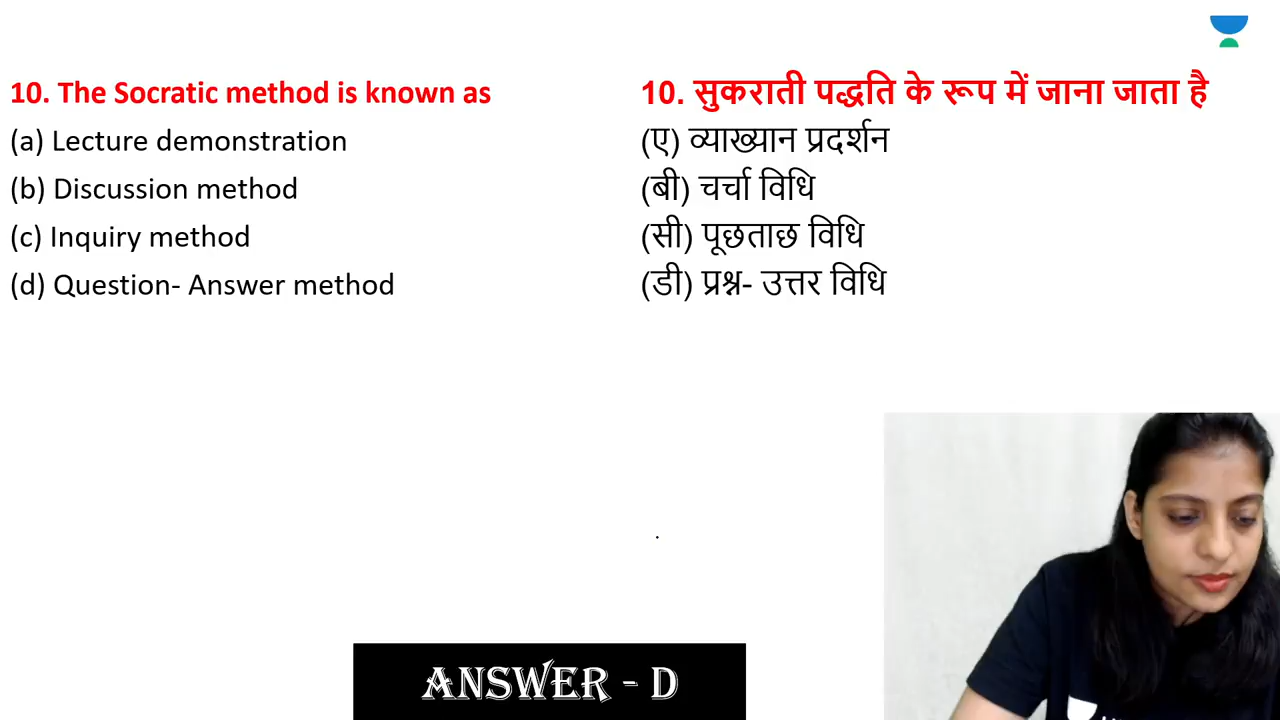 10. The Socratic method is known as
(a) Lecture demonstration
(b) Discussion method
(c) Inquiry method
(d) Question- Answer method
10. सुकराती पद्धति के रूप में जाना जाता है
(ए) व्याख्यान प्रदर्शन
(बी) चर्चा विधि
(सी) पूछताछ विधि
(डी) प्रश्न- उत्तर विधि
ANSWER - D